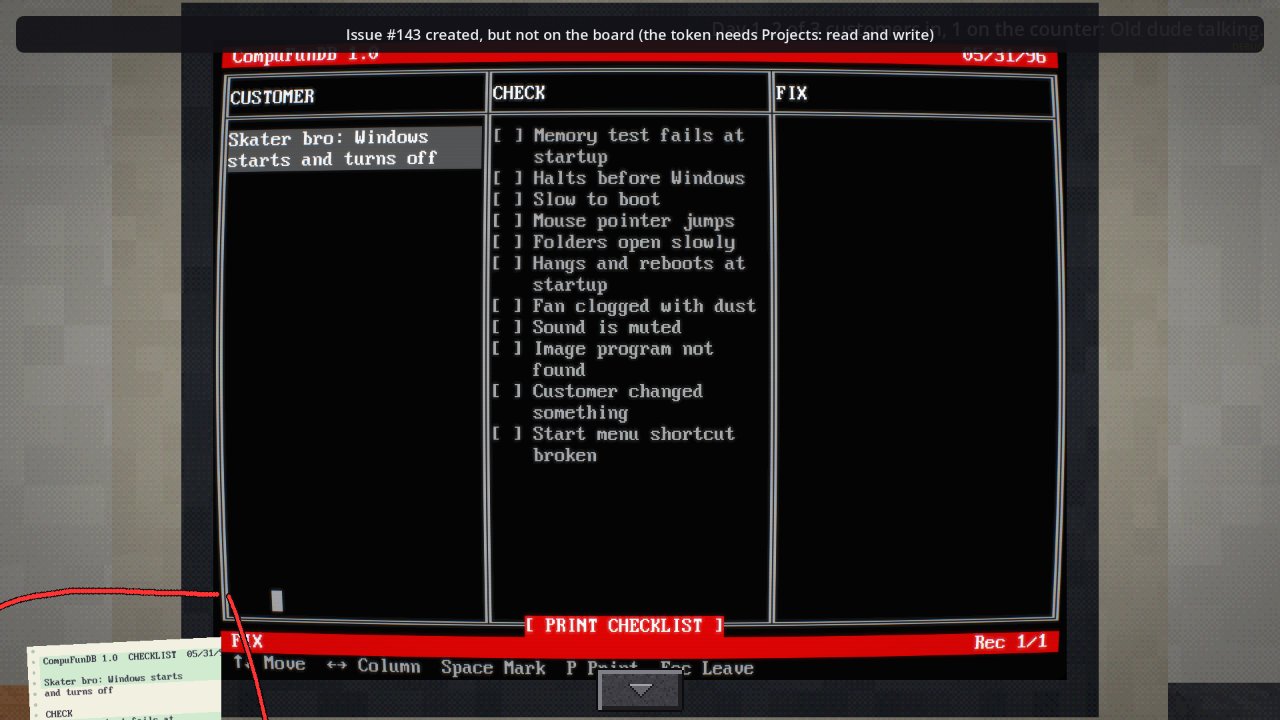 Day 1: 2 of 3 customers in, 1 on the counter: Old dude talking.
Issue #143 created, but not on the board (the token needs Projects: read and write)
CompuFunDB 1.0 05/31/96
CUSTOMER CHECK FIX
Skater bro: Windows
starts and turns off
[ ] Memory test fails at
startup
[ ] Halts before Windows
[ ] Slow to boot
[ ] Mouse pointer jumps
[ ] Folders open slowly
[ ] Hangs and reboots at
startup
[ ] Fan clogged with dust
[ ] Sound is muted
[ ] Image program not
found
[ ] Customer changed
something
[ ] Start menu shortcut
broken
[ PRINT CHECKLIST ]
FIX Rec 1/1
↑↓ Move ↔ Column Space Mark P Print Esc Leave
CompuFunDB 1.0 CHECKLIST 05/31/
Skater bro: Windows starts
and turns off
CHECK
test fails at